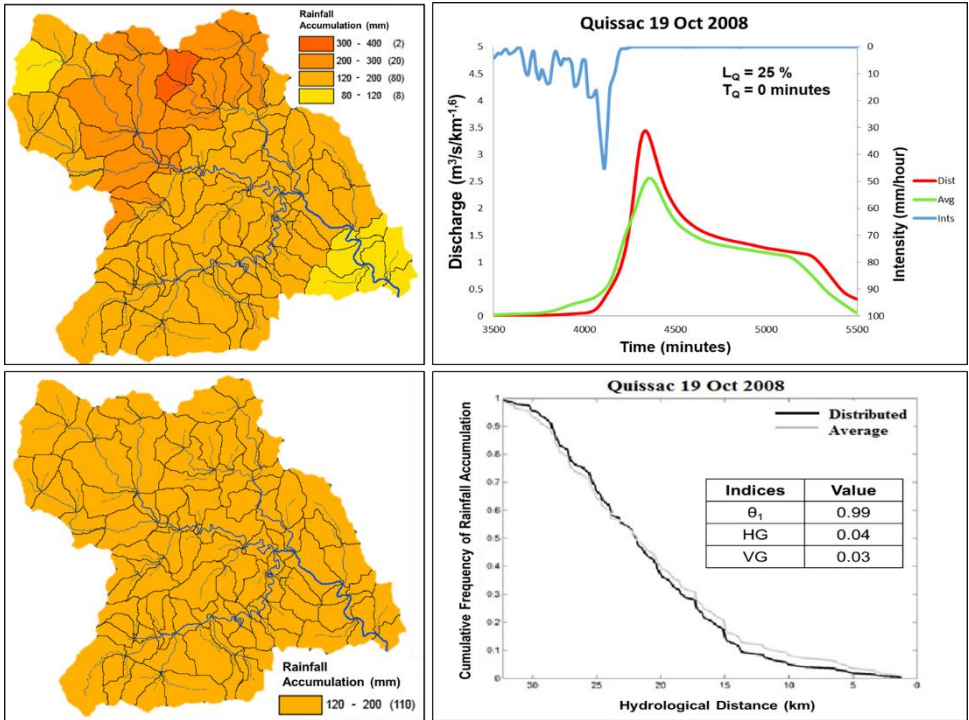 Rainfall
Accumulation (mm)
300 - 400 (2)
200 - 300 (20)
120 - 200 (80)
80 - 120 (8)
Quissac 19 Oct 2008
L_Q = 25 %
T_Q = 0 minutes
Discharge (m³/s/km⁻¹,⁶)
5
4.5
4
3.5
3
2.5
2
1.5
1
0.5
0
Intensity (mm/hour)
0
10
20
30
40
50
60
70
80
90
100
Dist
Avg
Ints
3500
4000
4500
5000
5500
Time (minutes)
Rainfall
Accumulation (mm)
120 - 200 (110)
Quissac 19 Oct 2008
Distributed
Average
Cumulative Frequency of Rainfall Accumulation
1
0.9
0.8
0.7
0.6
0.5
0.4
0.3
0.2
0.1
0
Indices Value
θ₁ 0.99
HG 0.04
VG 0.03
30
25
20
15
10
5
0
Hydrological Distance (km)